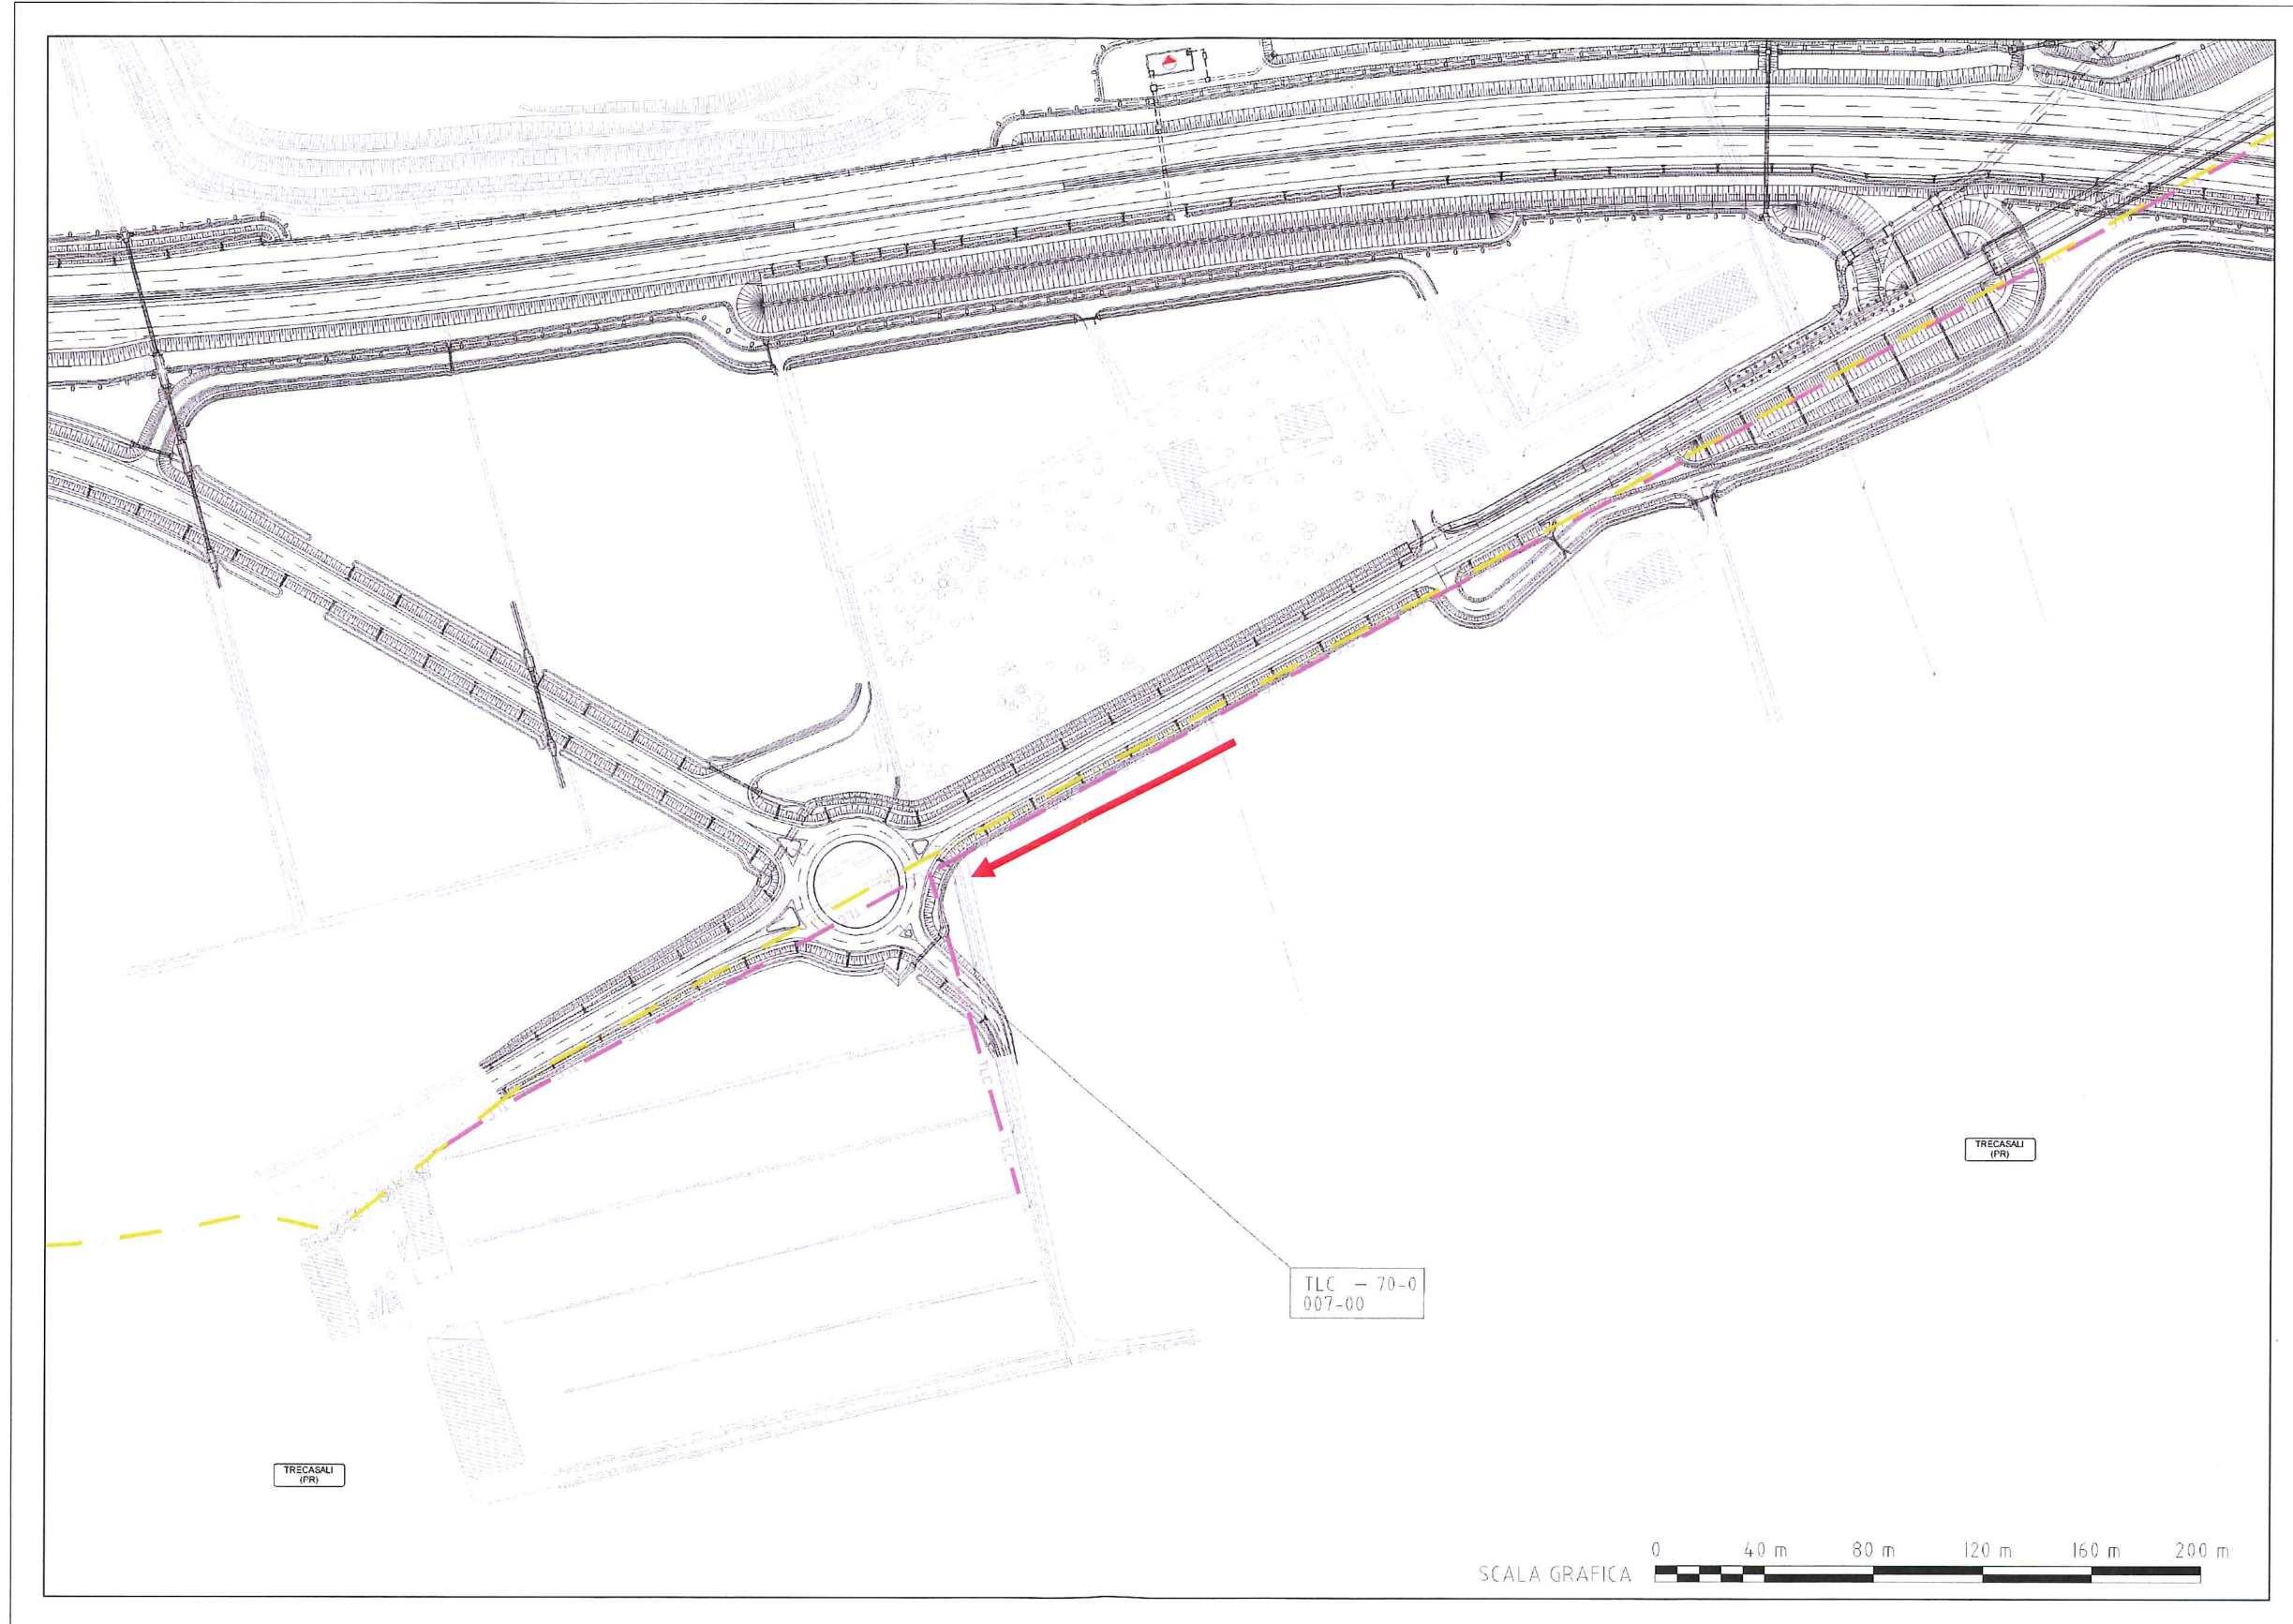 TLC
TLC
TLC
TRECASALI
(PR)
TLC - 70-0
007-00
TRECASALI
(PR)
SCALA GRAFICA
0 40 m 80 m 120 m 160 m 200 m